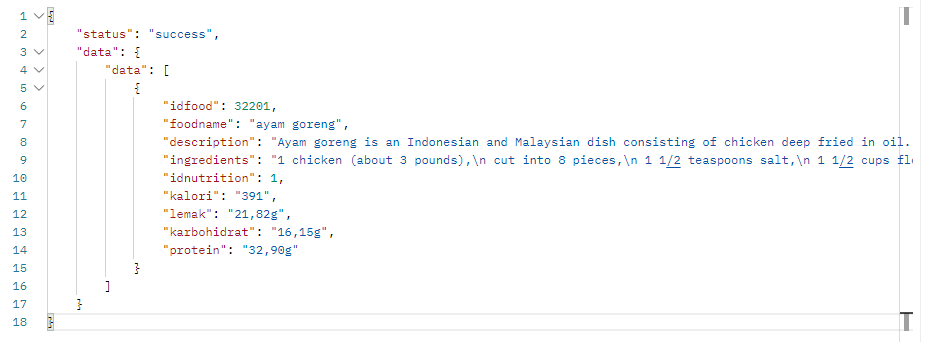 1 {
2 "status": "success",
3 "data": {
4 "data": [
5 {
6 "idfood": 32201,
7 "foodname": "ayam goreng",
8 "description": "Ayam goreng is an Indonesian and Malaysian dish consisting of chicken deep fried in oil.
9 "ingredients": "1 chicken (about 3 pounds),\n cut into 8 pieces,\n 1 1/2 teaspoons salt,\n 1 1/2 cups
10 "idnutrition": 1,
11 "kalori": "391",
12 "lemak": "21,82g",
13 "karbohidrat": "16,15g",
14 "protein": "32,90g"
15 }
16 ]
17 }
18 }